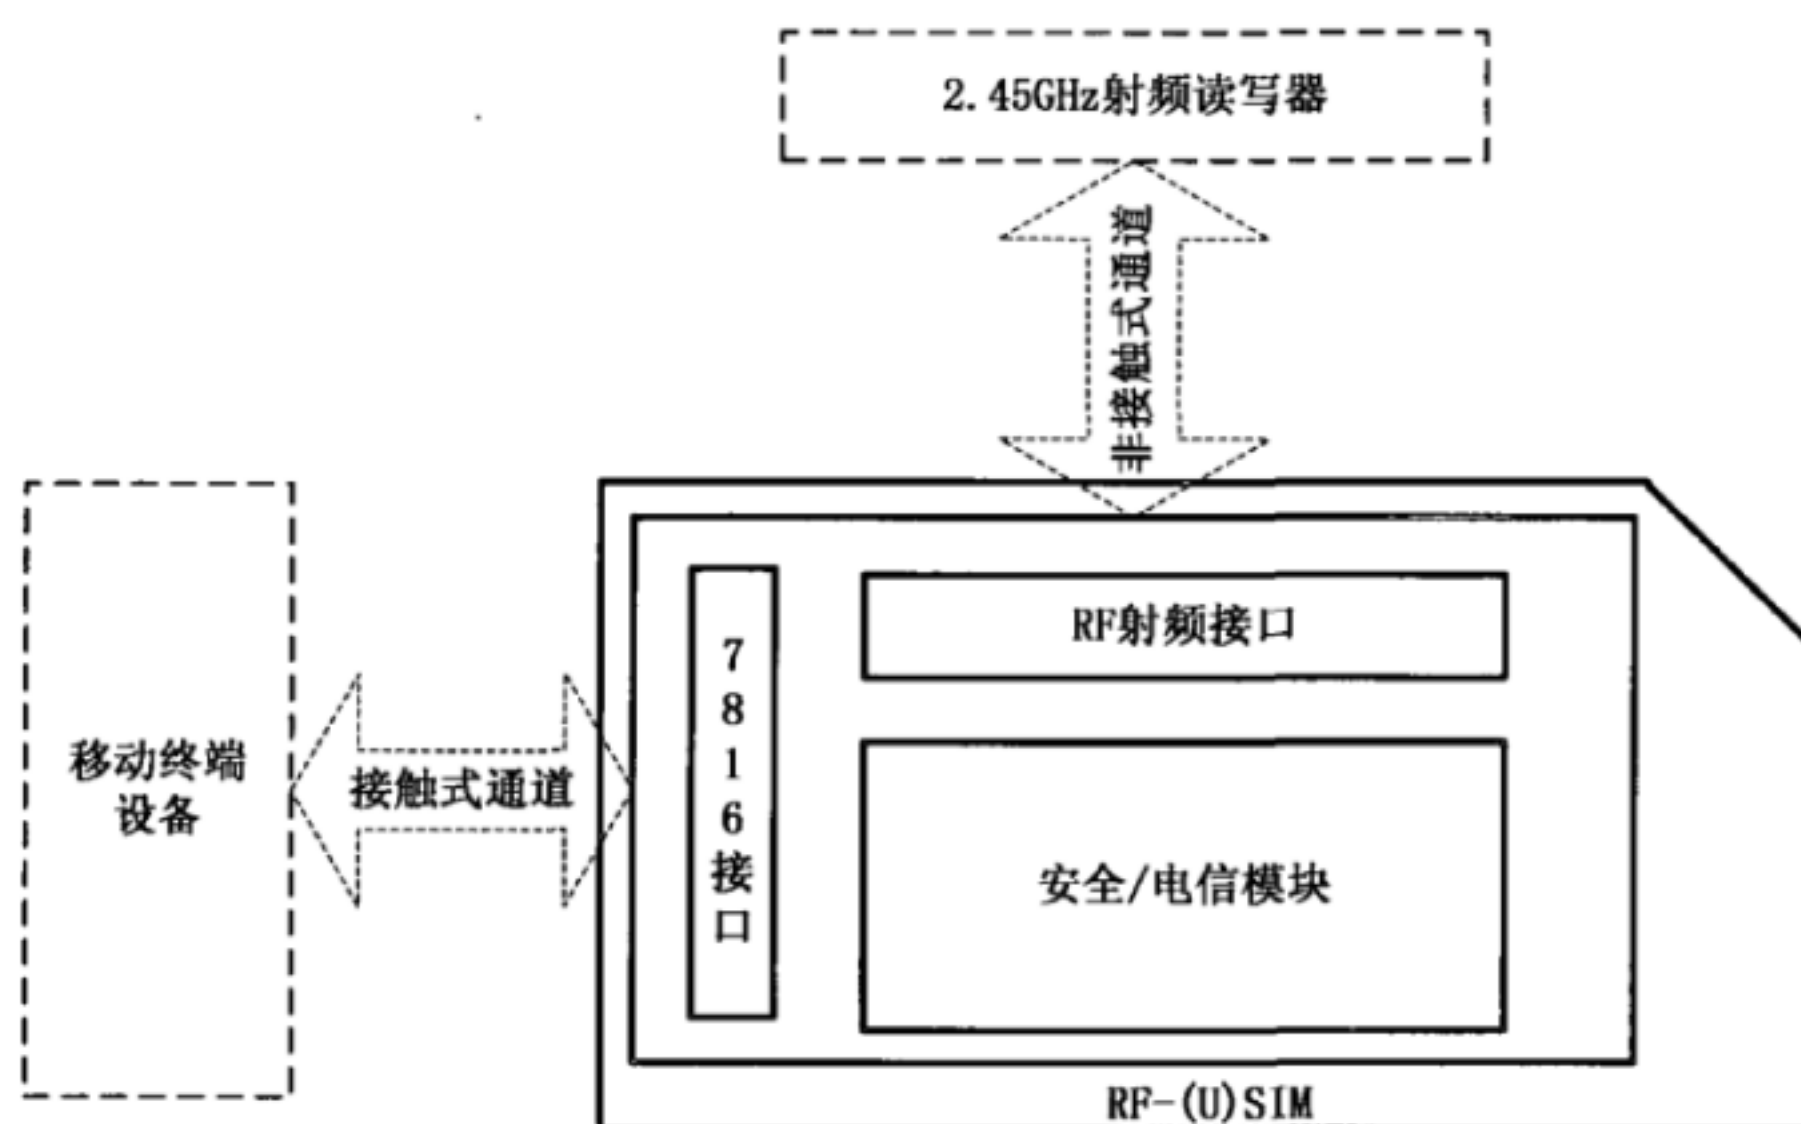 2.45GHz射频读写器
非接触式通道
RF射频接口
7816接口
移动终端
设备
接触式通道
安全/电信模块
RF-(U)SIM